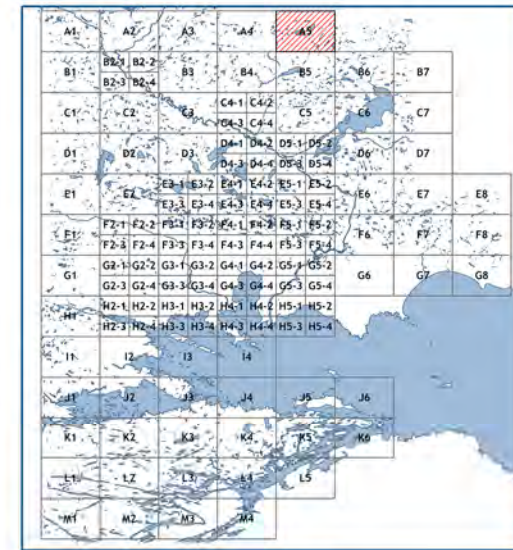 A1 A2 A3 A4 A5
B2-1 B2-2
B1 B3 B4 B5 B6 B7
B2-3 B2-4
C4-1 C4-2
C1 C2 C3 C5 C6 C7
C4-3 C4-4
D4-1 D4-2 D5-1 D5-2
D1 D2 D3 D6 D7
D4-3 D4-4 D5-3 D5-4
E3-1 E3-2 E4-1 E4-2 E5-1 E5-2
E1 E2 E6 E7 E8
E3-3 E3-4 E4-3 E4-4 E5-3 E5-4
F2-1 F2-2 F3-1 F3-2 F4-1 F4-2 F5-1 F5-2
F1 F6 F7 F8
F2-3 F2-4 F3-3 F3-4 F4-3 F4-4 F5-3 F5-4
G2-1 G2-2 G3-1 G3-2 G4-1 G4-2 G5-1 G5-2
G1 G6 G7 G8
G2-3 G2-4 G3-3 G3-4 G4-3 G4-4 G5-3 G5-4
H2-1 H2-2 H3-1 H3-2 H4-1 H4-2 H5-1 H5-2
H1
H2-3 H2-4 H3-3 H3-4 H4-3 H4-4 H5-3 H5-4
I1 I2 I3 I4
J1 J2 J3 J4 J5 J6
K1 K2 K3 K4 K5 K6
L1 L2 L3 L4 L5
M1 M2 M3 M4